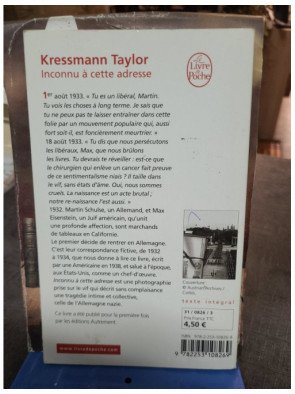 Kressmann Taylor
Inconnu à cette adresse
Le Livre de Poche
1er août 1933. « Tu es un libéral, Martin.
Tu vois les choses à long terme. Je sais que
tu ne peux pas te laisser entraîner dans cette
folie par un mouvement populaire qui, aussi
fort soit-il, est foncièrement meurtrier. »
18 août 1933. « Tu dis que nous persécutons
les libéraux, Max, que nous brûlons
les livres. Tu devrais te réveiller : est-ce que
le chirurgien qui enlève un cancer fait preuve
de ce sentimentalisme niais ? Il taille dans
le vif, sans états d'âme. Oui, nous sommes
cruels. La naissance est un acte brutal ;
notre re-naissance l'est aussi. »
1932. Martin Schulse, un Allemand, et Max
Eisenstein, un Juif américain, qu'unit
une profonde affection, sont marchands
de tableaux en Californie.
Le premier décide de rentrer en Allemagne.
C'est leur correspondance fictive, de 1932
à 1934, que nous donne à lire ce livre, écrit
par une Américaine en 1938, et salué à l'époque,
aux États-Unis, comme un chef-d'œuvre.
Inconnu à cette adresse est une photographie
prise sur le vif qui décrit sans complaisance
une tragédie intime et collective,
celle de l'Allemagne nazie.
Ce livre a été publié pour la première fois
par les éditions Autrement.
www.livredepoche.com
Couverture :
texte intégral
31 / 0826 / 3
Prix France TTC
4,50 €
9 782253 108269